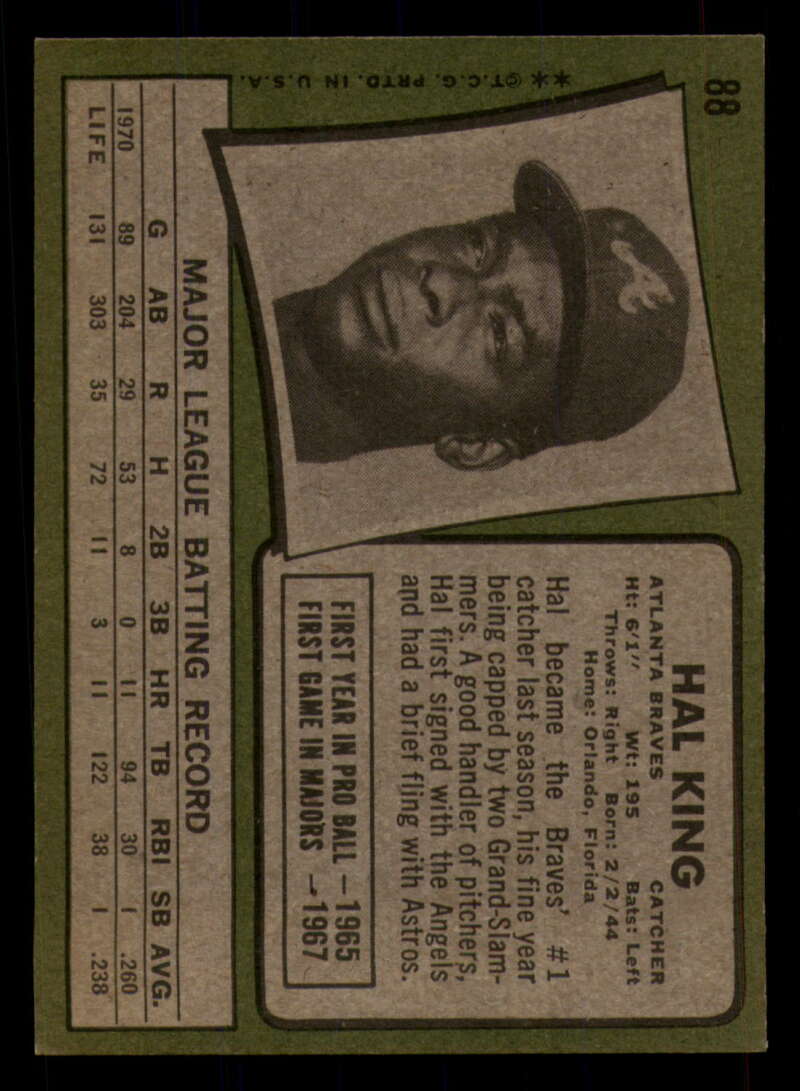 88
**©T.C.G. PRTD. IN U.S.A.
HAL KING
ATLANTA BRAVES CATCHER
Ht: 6'1" Wt: 195 Bats: Left
Throws: Right Born: 2/2/44
Home: Orlando, Florida
Hal became the Braves' #1
catcher last season, his fine year
being capped by two Grand-Slam-
mers. A good handler of pitchers,
Hal first signed with the Angels
and had a brief fling with Astros.
FIRST YEAR IN PRO BALL — 1965
FIRST GAME IN MAJORS — 1967
MAJOR LEAGUE BATTING RECORD
G AB R H 2B 3B HR TB RBI SB AVG.
1970 89 204 29 53 8 0 11 94 30 1 .260
LIFE 131 303 35 72 11 3 11 122 38 1 .238